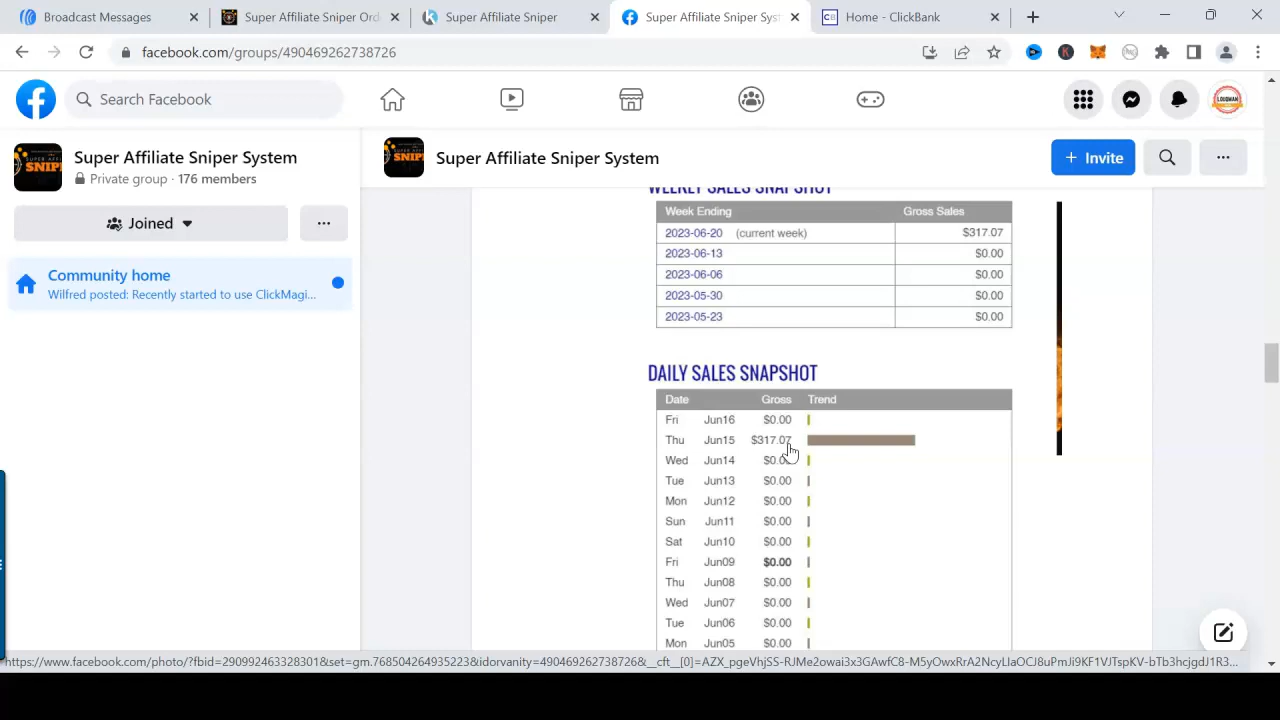 Broadcast Messages
Super Affiliate Sniper Ord
Super Affiliate Sniper
Super Affiliate Sniper Sys
CB
Home - ClickBank
facebook.com/groups/490469262738726
Search Facebook
Super Affiliate Sniper System
Private group · 176 members
Joined
Community home
Wilfred posted: Recently started to use ClickMagi...
Super Affiliate Sniper System
Invite
WEEKLY SALES SNAPSHOT
Week Ending Gross Sales
2023-06-20 (current week) $317.07
2023-06-13 $0.00
2023-06-06 $0.00
2023-05-30 $0.00
2023-05-23 $0.00
DAILY SALES SNAPSHOT
Date Gross Trend
Fri Jun16 $0.00
Thu Jun15 $317.07
Wed Jun14 $0.00
Tue Jun13 $0.00
Mon Jun12 $0.00
Sun Jun11 $0.00
Sat Jun10 $0.00
Fri Jun09 $0.00
Thu Jun08 $0.00
Wed Jun07 $0.00
Tue Jun06 $0.00
Mon Jun05 $0.00